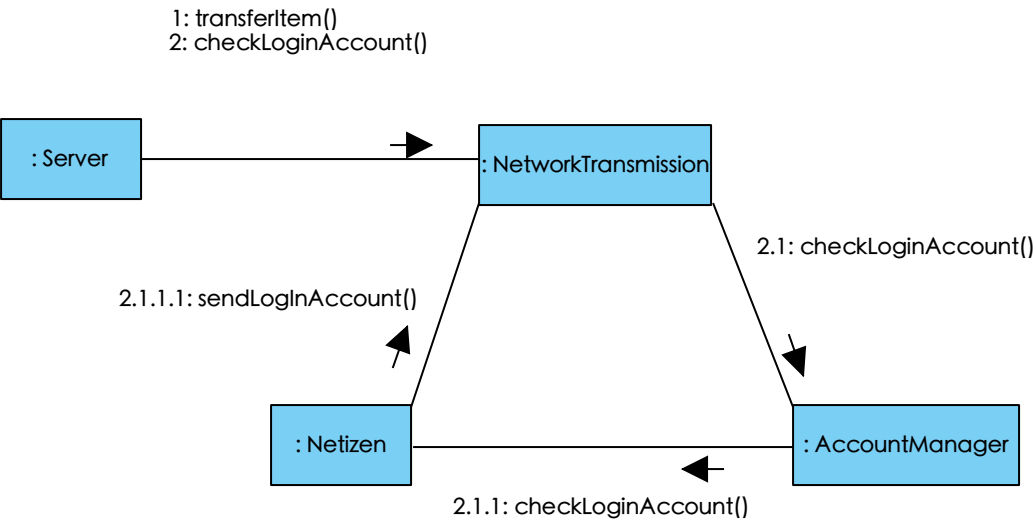 1: transferItem()
2: checkLoginAccount()
: Server
: NetworkTransmission
2.1: checkLoginAccount()
2.1.1.1: sendLogInAccount()
: Netizen
: AccountManager
2.1.1: checkLoginAccount()